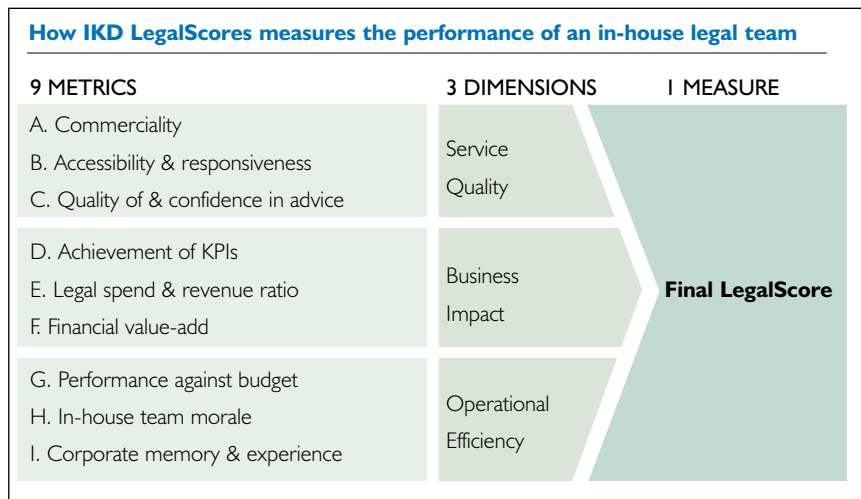 How IKD LegalScores measures the performance of an in-house legal team
9 METRICS
3 DIMENSIONS
1 MEASURE
A. Commerciality
B. Accessibility & responsiveness
C. Quality of & confidence in advice
Service
Quality
D. Achievement of KPIs
E. Legal spend & revenue ratio
F. Financial value-add
Business
Impact
G. Performance against budget
H. In-house team morale
I. Corporate memory & experience
Operational
Efficiency
Final LegalScore